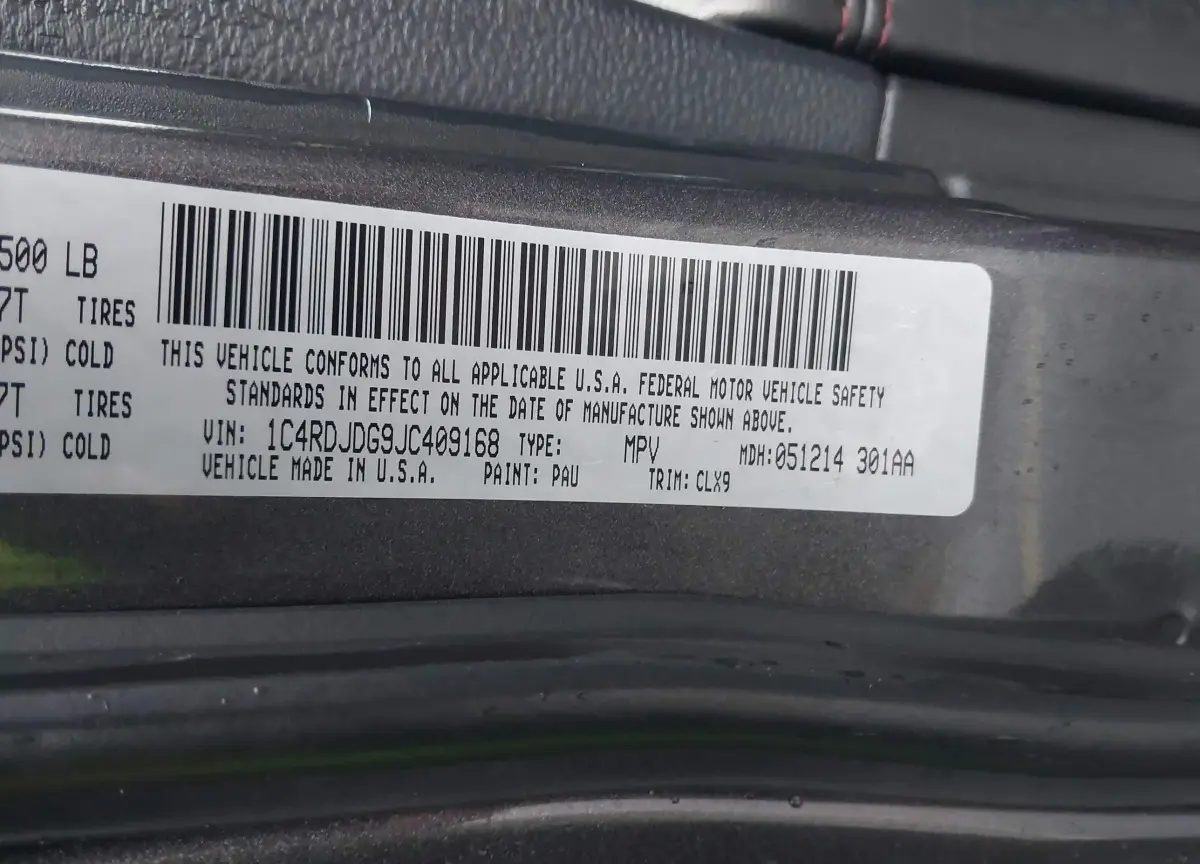 500 LB
7T TIRES
PSI) COLD
7T TIRES
PSI) COLD
THIS VEHICLE CONFORMS TO ALL APPLICABLE U.S.A. FEDERAL MOTOR VEHICLE SAFETY
STANDARDS IN EFFECT ON THE DATE OF MANUFACTURE SHOWN ABOVE.
VIN: 1C4RDJDG9JC409168 TYPE: MPV MDH:051214 301AA
VEHICLE MADE IN U.S.A. PAINT: PAU TRIM: CLX9